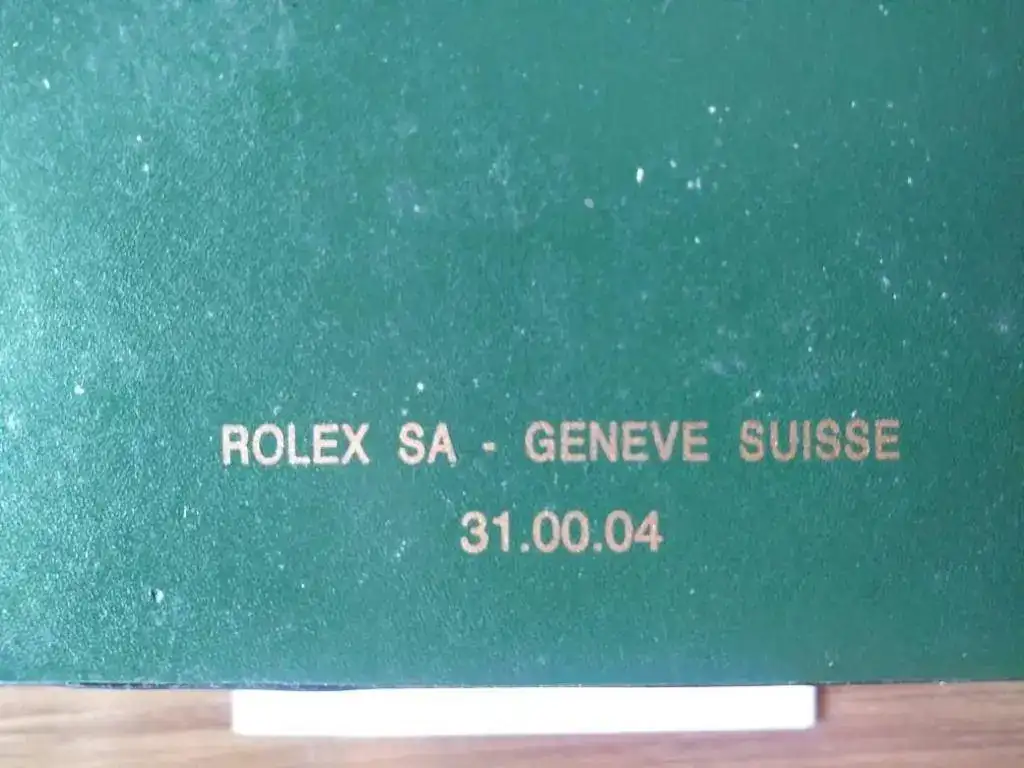 ROLEX SA - GENEVE SUISSE
31.00.04